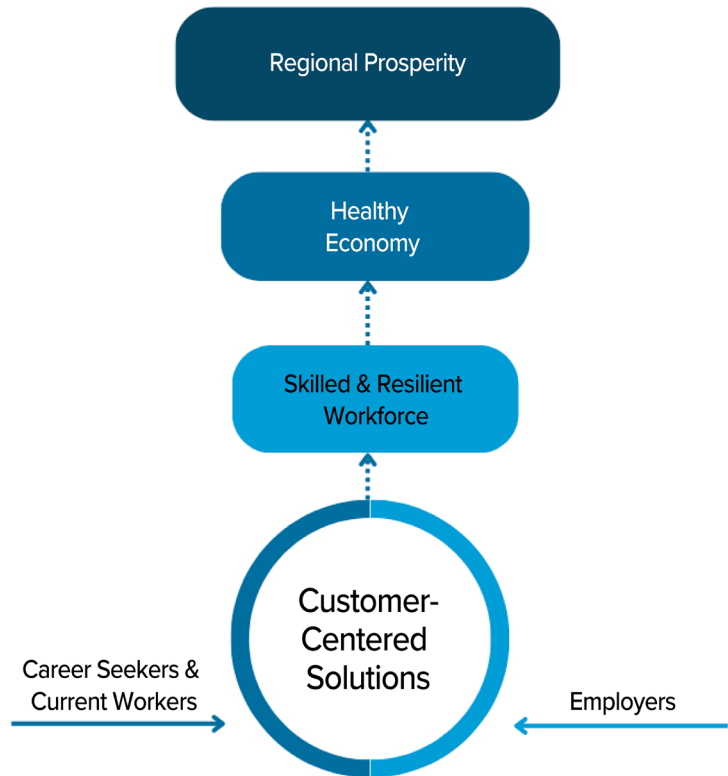 Regional Prosperity
Healthy
Economy
Skilled & Resilient
Workforce
Customer-
Centered
Solutions
Career Seekers &
Current Workers
Employers